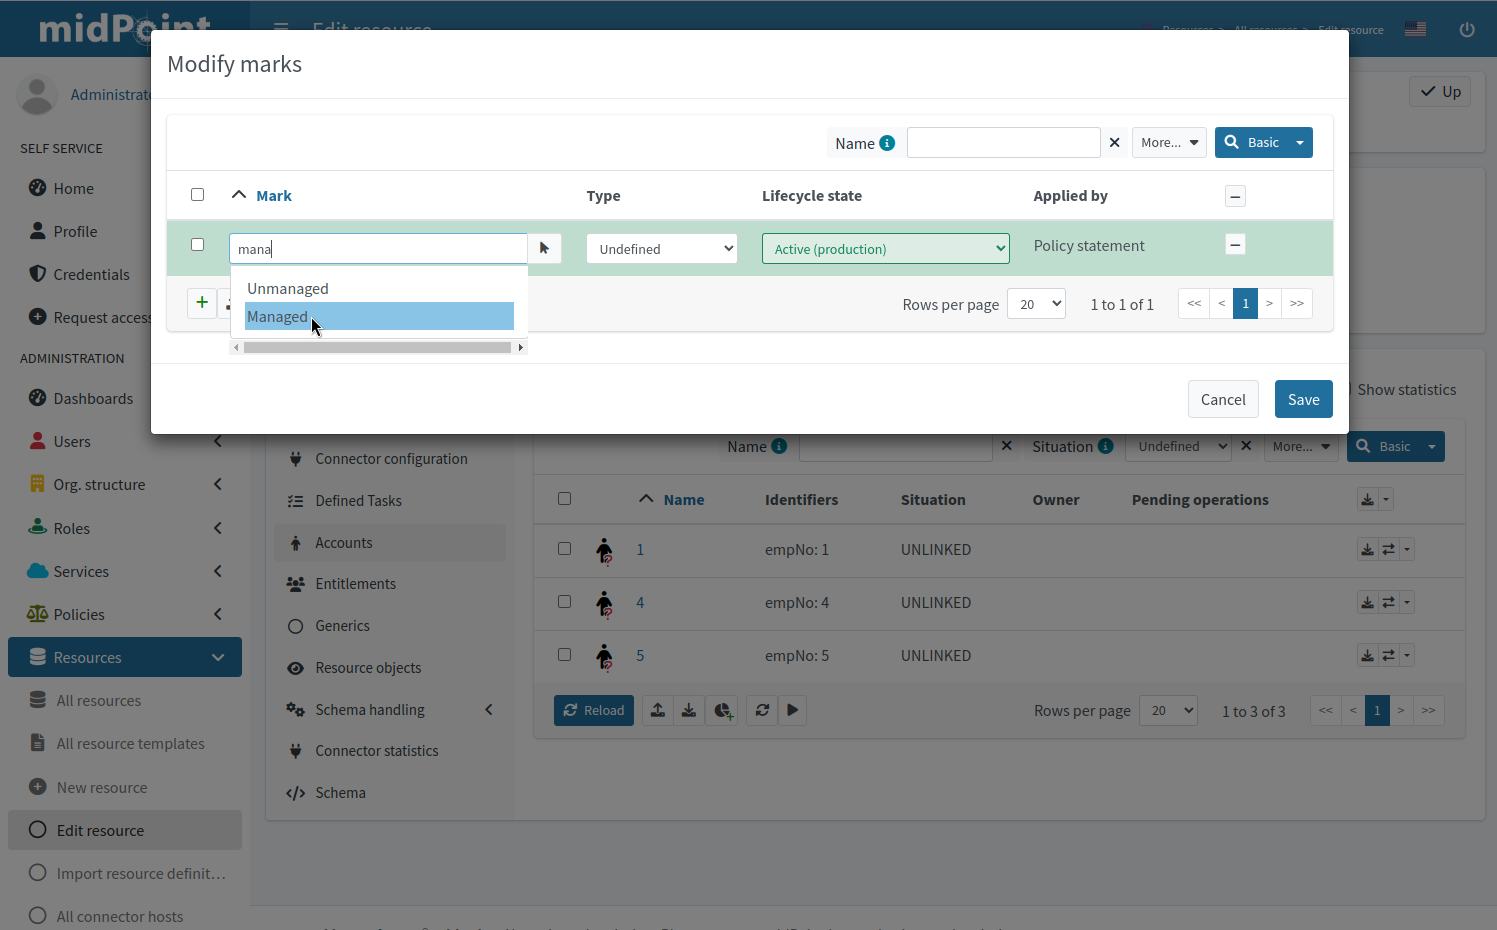 midPoint
Edit resource
Resources > All resources > Edit resource
Modify marks
Administrat
Up
SELF SERVICE
Home
Profile
Credentials
Request access
ADMINISTRATION
Dashboards
Users
Org. structure
Roles
Services
Policies
Resources
All resources
All resource templates
New resource
Edit resource
Import resource definit...
All connector hosts
Name More... Basic
Mark Type Lifecycle state Applied by
mana Undefined Active (production) Policy statement
Unmanaged
Managed
Rows per page 20 1 to 1 of 1 << < 1 > >>
Cancel Save
Show statistics
Connector configuration
Defined Tasks
Accounts
Entitlements
Generics
Resource objects
Schema handling
Connector statistics
Schema
Name Situation Undefined More... Basic
Name Identifiers Situation Owner Pending operations
1 empNo: 1 UNLINKED
4 empNo: 4 UNLINKED
5 empNo: 5 UNLINKED
Reload Rows per page 20 1 to 3 of 3 << < 1 > >>